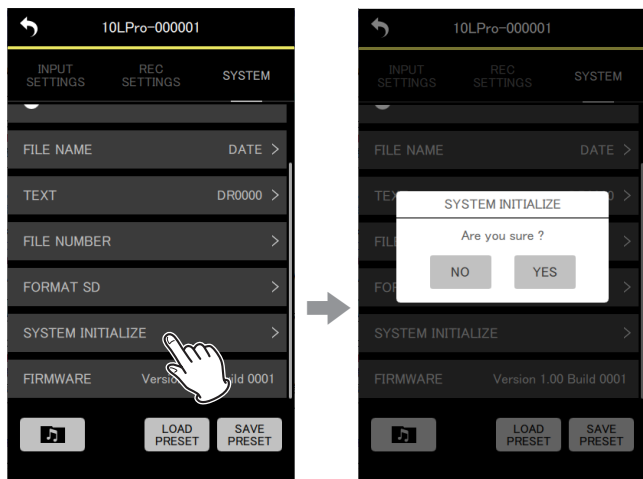 10LPro-000001
INPUT
SETTINGS
REC
SETTINGS
SYSTEM
FILE NAME
DATE >
TEXT
DR0000 >
FILE NUMBER
>
FORMAT SD
>
SYSTEM INITIALIZE
>
FIRMWARE
ild 0001
LOAD
PRESET
SAVE
PRESET
10LPro-000001
INPUT
SETTINGS
REC
SETTINGS
SYSTEM
FILE NAME
DATE >
SYSTEM INITIALIZE
Are you sure ?
NO
YES
SYSTEM INITIALIZE
>
FIRMWARE
Version 1.00 Build 0001
LOAD
PRESET
SAVE
PRESET